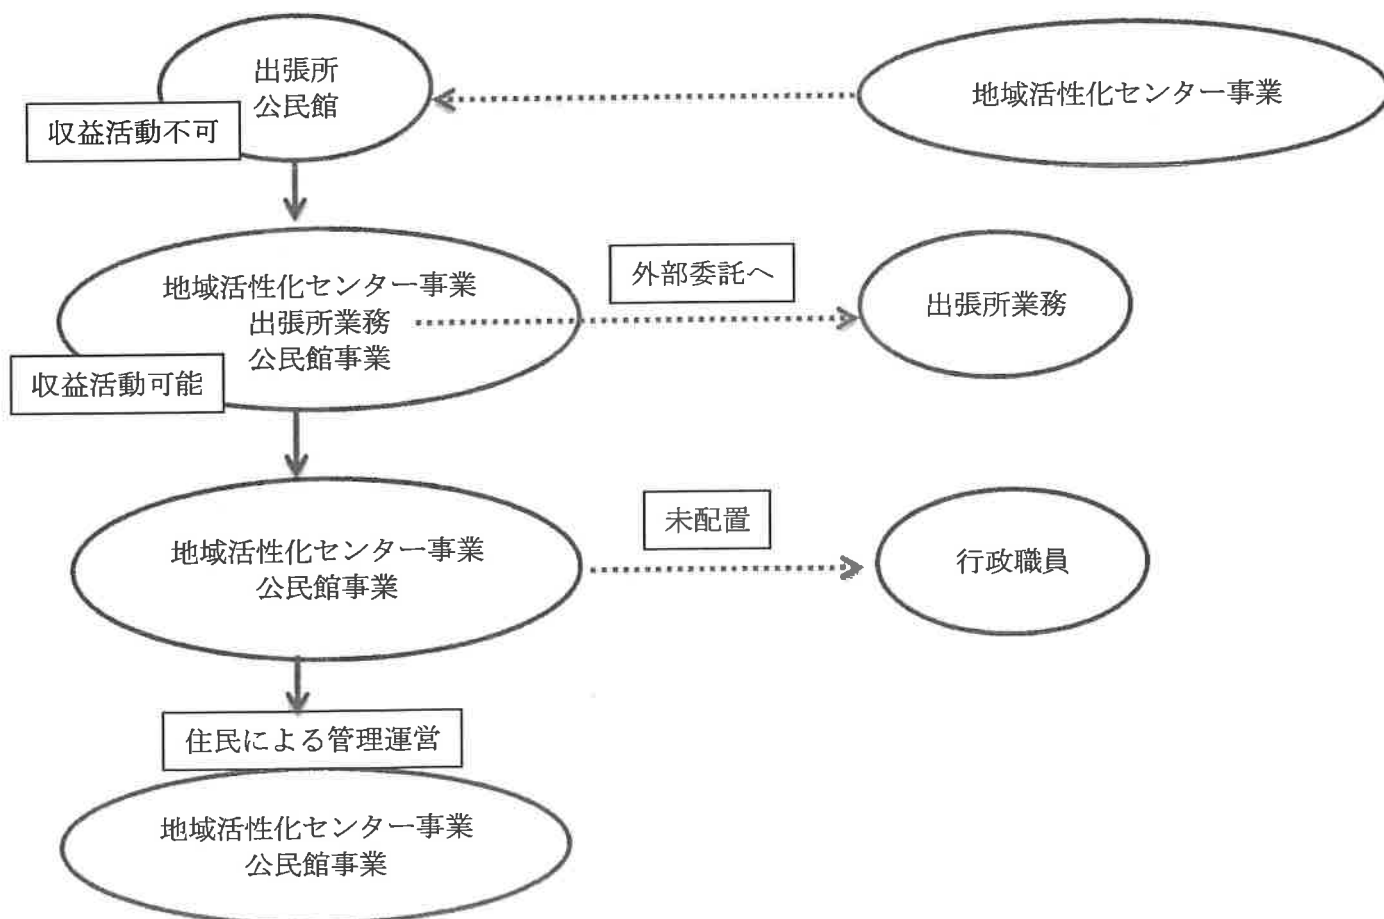 出張所
公民館
収益活動不可
地域活性化センター事業
地域活性化センター事業
出張所業務
公民館事業
収益活動可能
外部委託へ
出張所業務
地域活性化センター事業
公民館事業
未配置
行政職員
住民による管理運営
地域活性化センター事業
公民館事業